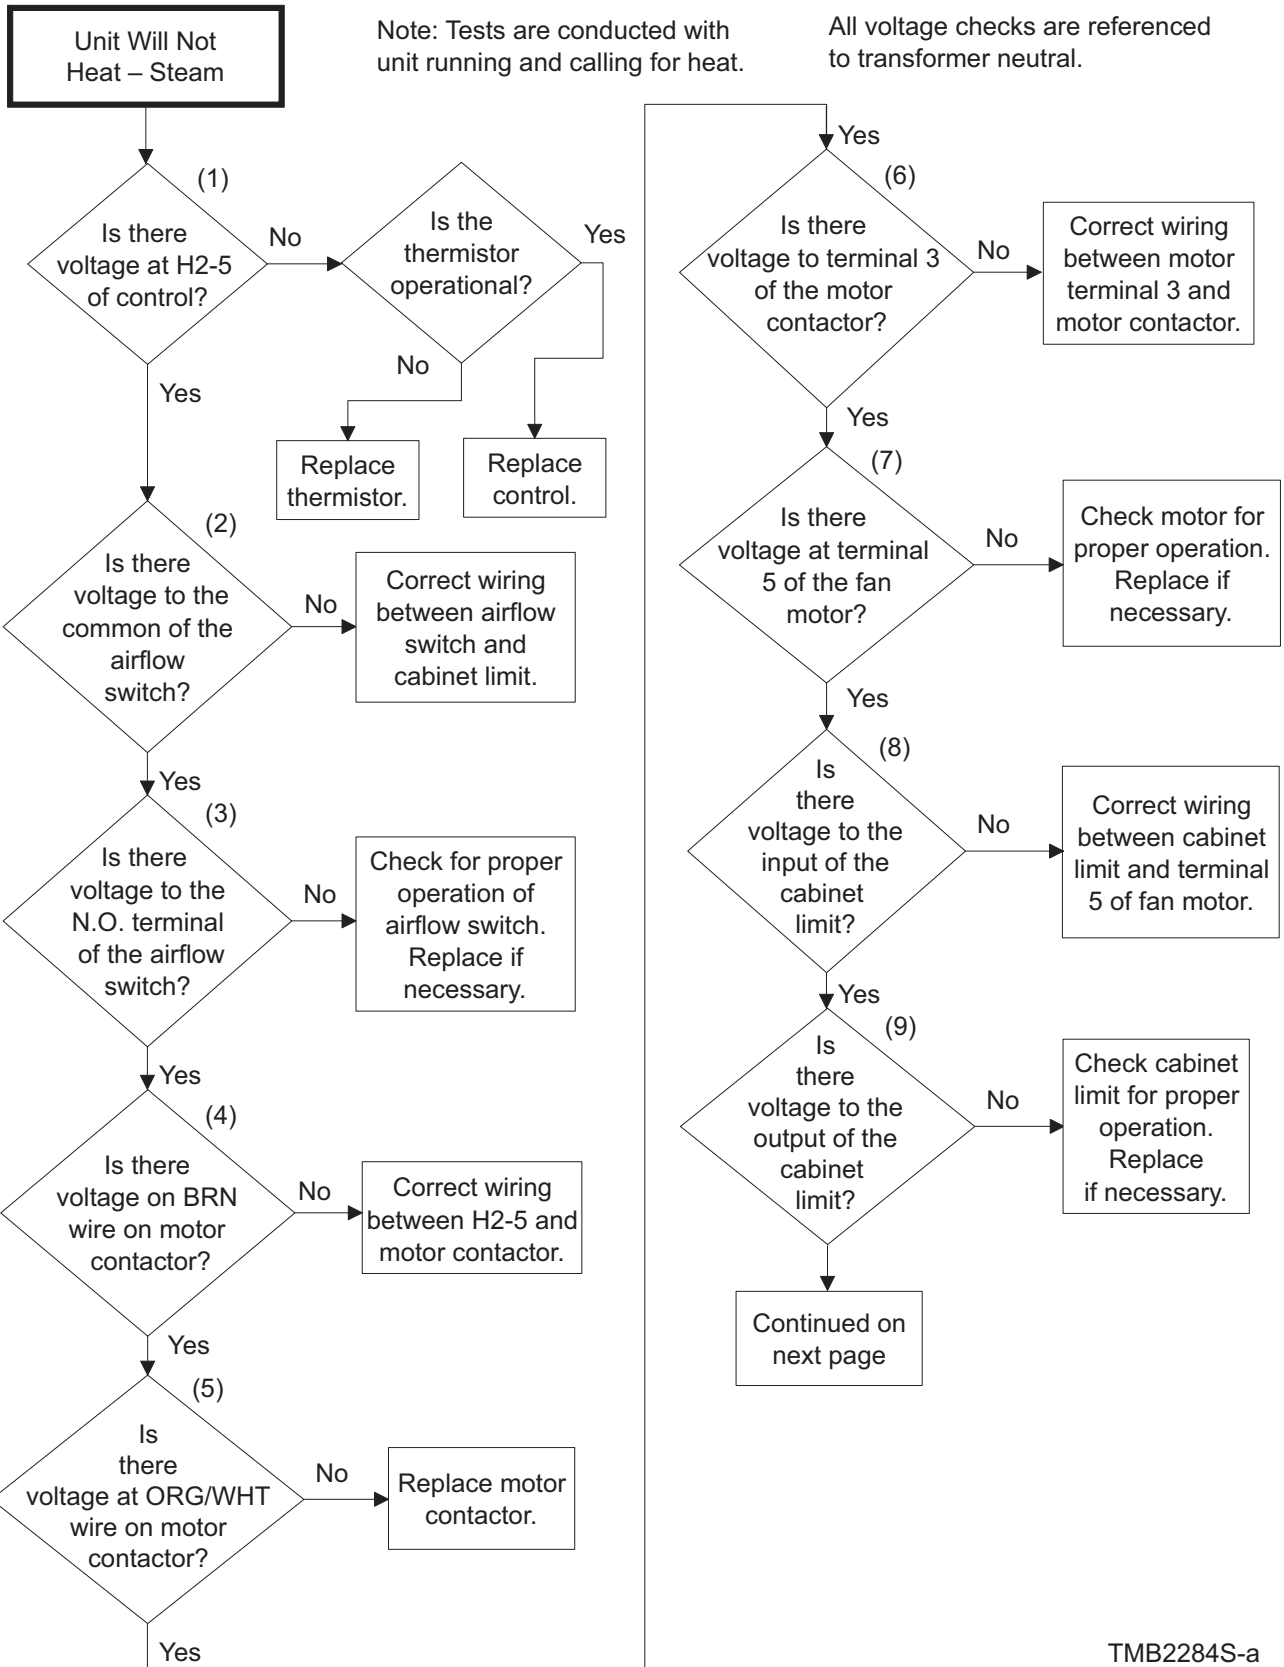 Unit Will Not
Heat – Steam
Note: Tests are conducted with
unit running and calling for heat.
All voltage checks are referenced
to transformer neutral.
(1)
Is there
voltage at H2-5
of control?
No
Yes
Is the
thermistor
operational?
Yes
No
Replace
thermistor.
Replace
control.
(2)
Is there
voltage to the
common of the
airflow
switch?
No
Correct wiring
between airflow
switch and
cabinet limit.
Yes
(3)
Is there
voltage to the
N.O. terminal
of the airflow
switch?
No
Check for proper
operation of
airflow switch.
Replace if
necessary.
Yes
(4)
Is there
voltage on BRN
wire on motor
contactor?
No
Correct wiring
between H2-5 and
motor contactor.
Yes
(5)
Is
there
voltage at ORG/WHT
wire on motor
contactor?
No
Replace motor
contactor.
Yes
Yes
(6)
Is there
voltage to terminal 3
of the motor
contactor?
No
Correct wiring
between motor
terminal 3 and
motor contactor.
Yes
(7)
Is there
voltage at terminal
5 of the fan
motor?
No
Check motor for
proper operation.
Replace if
necessary.
Yes
(8)
Is
there
voltage to the
input of the
cabinet
limit?
No
Correct wiring
between cabinet
limit and terminal
5 of fan motor.
Yes
(9)
Is
there
voltage to the
output of the
cabinet
limit?
No
Check cabinet
limit for proper
operation.
Replace
if necessary.
Continued on
next page
TMB2284S-a